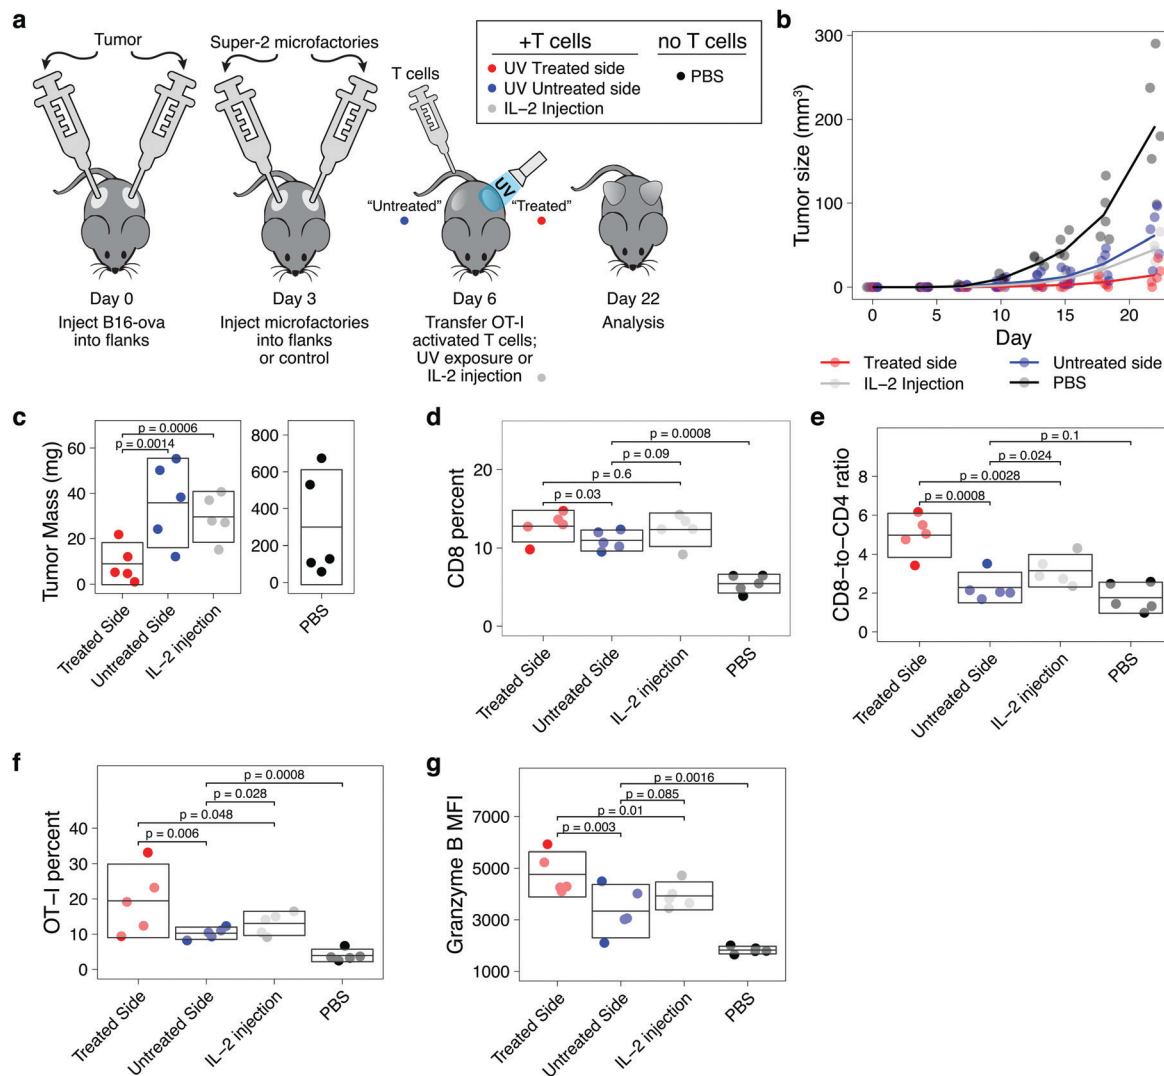 a
Tumor
Super-2 microfactories
T cells
+T cells
no T cells
UV Treated side
UV Untreated side
IL-2 Injection
PBS
UV
"Untreated"
"Treated"
Day 0
Inject B16-ova
into flanks
Day 3
Inject microfactories
into flanks
or control
Day 6
Transfer OT-I
activated T cells;
UV exposure or
IL-2 injection
Day 22
Analysis
b
Tumor size (mm³)
300
200
100
0
0 5 10 15 20
Day
Treated side
Untreated side
IL-2 Injection
PBS
c
Tumor Mass (mg)
60
40
20
0
p = 0.0006
p = 0.0014
Treated Side
Untreated Side
IL-2 injection
800
600
400
200
0
PBS
d
CD8 percent
20
10
0
p = 0.0008
p = 0.09
p = 0.6
p = 0.03
Treated Side
Untreated Side
IL-2 injection
PBS
e
CD8-to-CD4 ratio
8
6
4
2
0
p = 0.1
p = 0.024
p = 0.0028
p = 0.0008
Treated Side
Untreated Side
IL-2 injection
PBS
f
OT-I percent
40
30
20
10
0
p = 0.0008
p = 0.028
p = 0.048
p = 0.006
Treated Side
Untreated Side
IL-2 injection
PBS
g
Granzyme B MFI
7000
5000
3000
1000
p = 0.0016
p = 0.085
p = 0.01
p = 0.003
Treated Side
Untreated Side
IL-2 injection
PBS